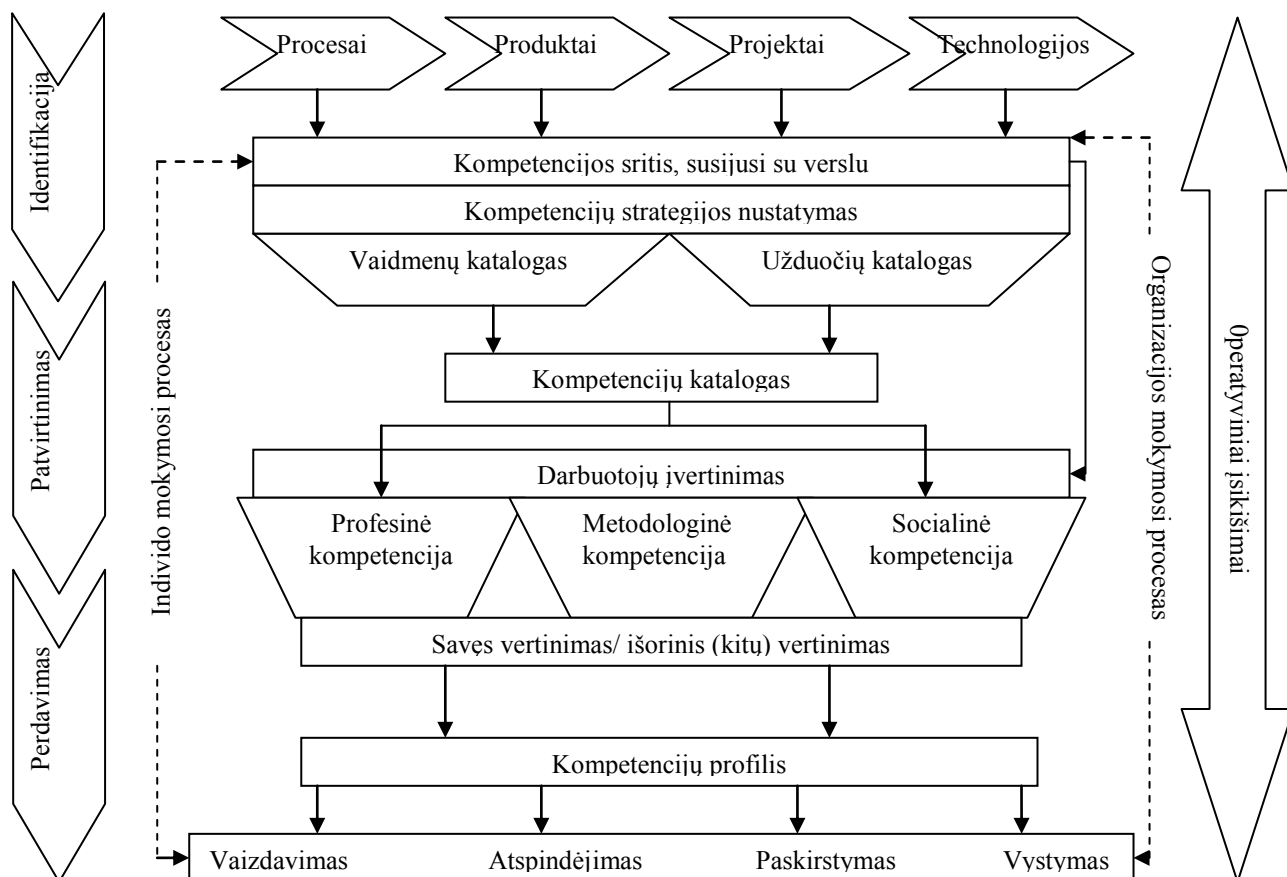 Procesai
Produktai
Projektai
Technologijos
Identifikacija
Kompetencijos sritis, susijusi su verslu
Kompetencijų strategijos nustatymas
Vaidmenų katalogas
Užduočių katalogas
Kompetencijų katalogas
Patvirtinimas
Individo mokymosi procesas
Organizacijos mokymosi procesas
0peratyviniai įsikišimai
Darbuotojų įvertinimas
Profesinė
kompetencija
Metodologinė
kompetencija
Socialinė
kompetencija
Savęs vertinimas/ išorinis (kitų) vertinimas
Perdavimas
Kompetencijų profilis
Vaizdavimas
Atspindėjimas
Paskirstymas
Vystymas